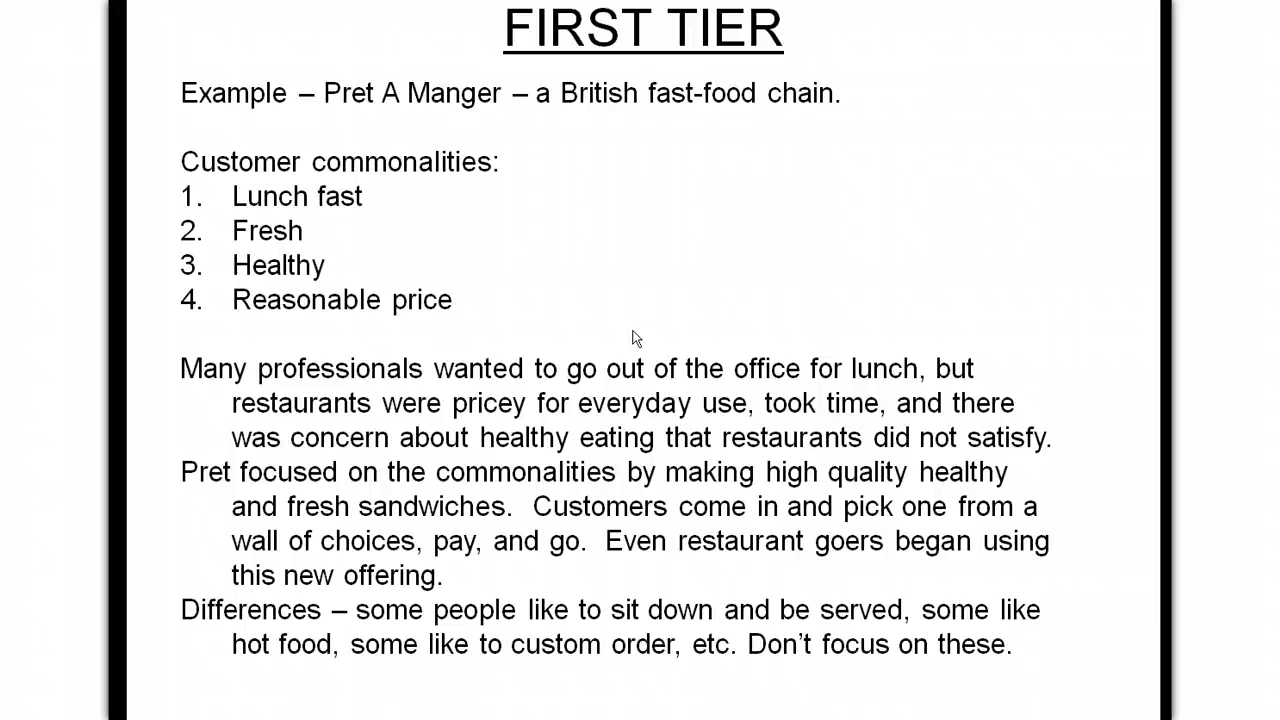 FIRST TIER
Example – Pret A Manger – a British fast-food chain.
Customer commonalities:
1. Lunch fast
2. Fresh
3. Healthy
4. Reasonable price
Many professionals wanted to go out of the office for lunch, but
restaurants were pricey for everyday use, took time, and there
was concern about healthy eating that restaurants did not satisfy.
Pret focused on the commonalities by making high quality healthy
and fresh sandwiches.  Customers come in and pick one from a
wall of choices, pay, and go.  Even restaurant goers began using
this new offering.
Differences – some people like to sit down and be served, some like
hot food, some like to custom order, etc. Don’t focus on these.